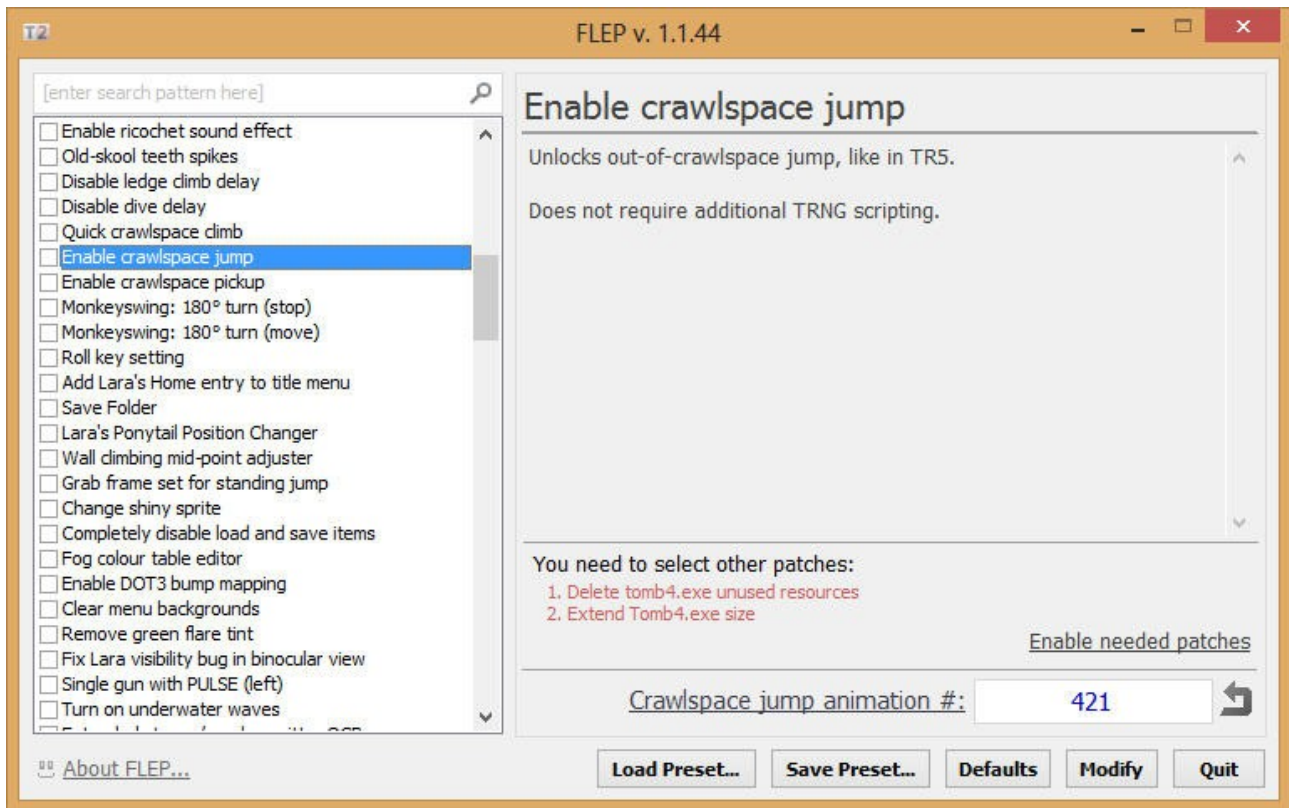 T2
FLEP v. 1.1.44
[enter search pattern here]
Enable ricochet sound effect
Old-skool teeth spikes
Disable ledge climb delay
Disable dive delay
Quick crawlspace climb
Enable crawlspace jump
Enable crawlspace pickup
Monkeyswing: 180° turn (stop)
Monkeyswing: 180° turn (move)
Roll key setting
Add Lara's Home entry to title menu
Save Folder
Lara's Ponytail Position Changer
Wall climbing mid-point adjuster
Grab frame set for standing jump
Change shiny sprite
Completely disable load and save items
Fog colour table editor
Enable DOT3 bump mapping
Clear menu backgrounds
Remove green flare tint
Fix Lara visibility bug in binocular view
Single gun with PULSE (left)
Turn on underwater waves
About FLEP...
Enable crawlspace jump
Unlocks out-of-crawlspace jump, like in TR5.
Does not require additional TRNG scripting.
You need to select other patches:
1. Delete tomb4.exe unused resources
2. Extend Tomb4.exe size
Enable needed patches
Crawlspace jump animation #:
421
Load Preset...
Save Preset...
Defaults
Modify
Quit